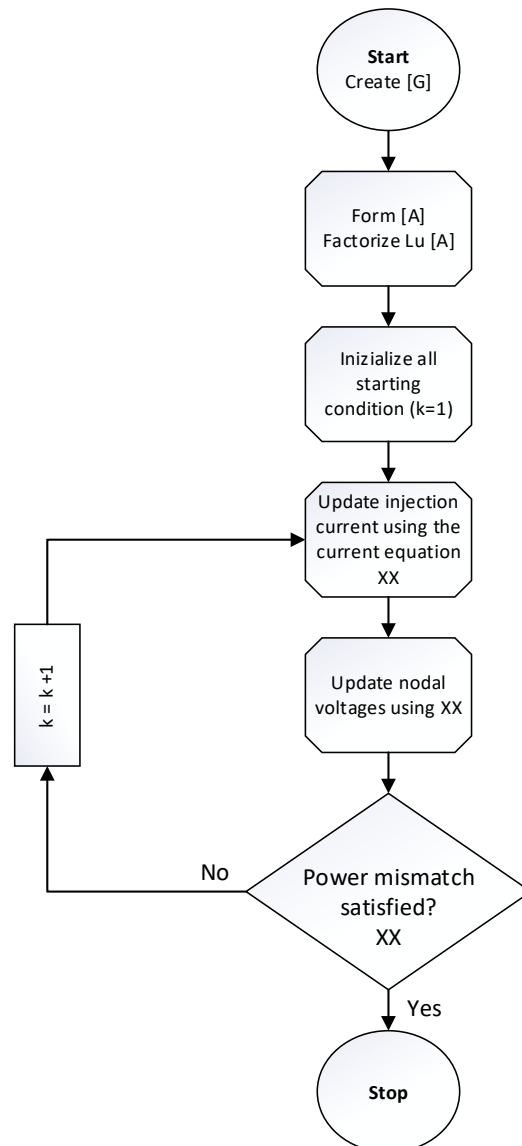 Start
Create [G]
Form [A]
Factorize Lu [A]
Inizialize all
starting
condition (k=1)
Update injection
current using the
current equation
XX
k = k +1
Update nodal
voltages using XX
No
Power mismatch
satisfied?
XX
Yes
Stop